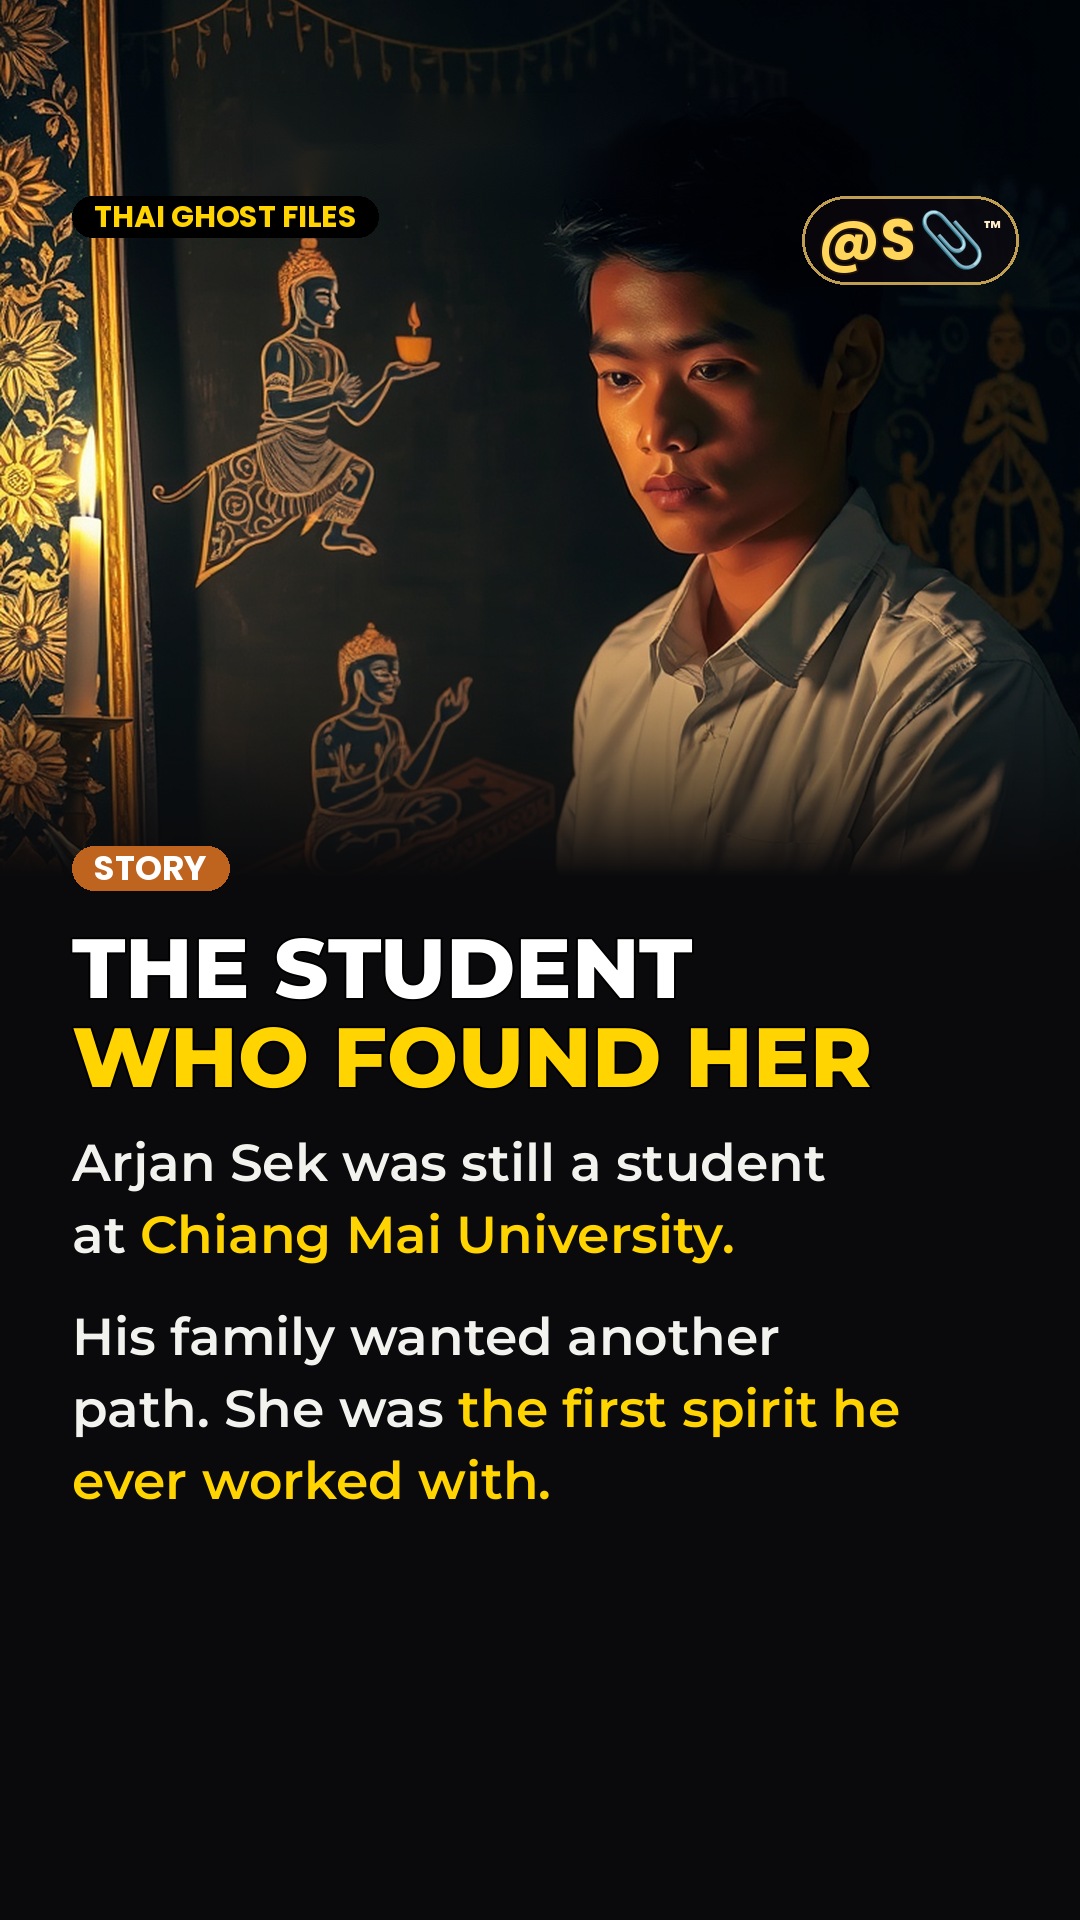 THAI GHOST FILES
@S📎™
STORY
THE STUDENT
WHO FOUND HER
Arjan Sek was still a student
at Chiang Mai University.
His family wanted another
path. She was the first spirit he
ever worked with.